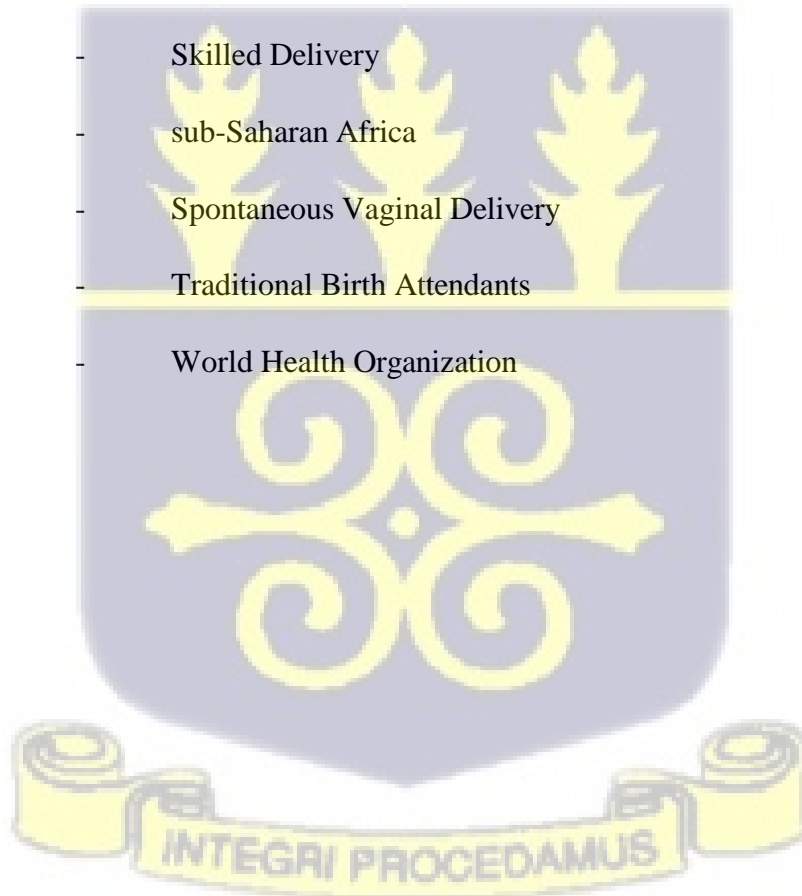 - Skilled Delivery
- sub-Saharan Africa
- Spontaneous Vaginal Delivery
- Traditional Birth Attendants
- World Health Organization
INTEGRI PROCEDAMUS